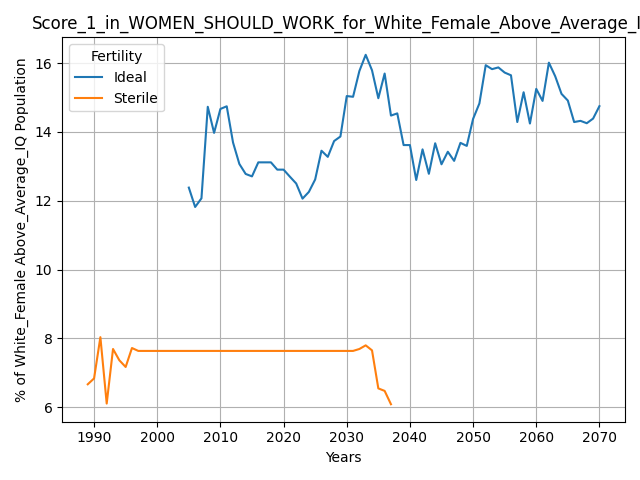 Score_1_in_WOMEN_SHOULD_WORK_for_White_Female_Above_Average_I
Fertility
Ideal
Sterile
% of White_Female Above_Average_IQ Population
16
14
12
10
8
6
1990 2000 2010 2020 2030 2040 2050 2060 2070
Years